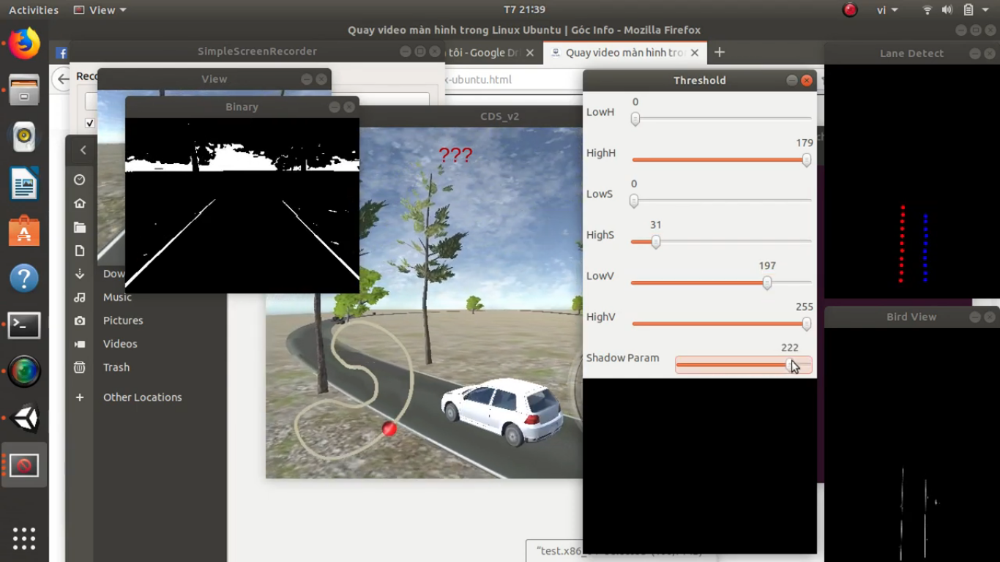 Activities View T7 21:39 vi
Quay video màn hình trong Linux Ubuntu | Góc Info - Mozilla Firefox
SimpleScreenRecorder
tôi - Google Dr
Quay video màn hình tron
Lane Detect
Reco
View
x-ubuntu.html
Threshold
Binary
CDS_v2
???
LowH 0
HighH 179
LowS 0
HighS 31
LowV 197
HighV 255
Shadow Param 222
Bird View
Dow
Music
Pictures
Videos
Trash
Other Locations
"test.x86_